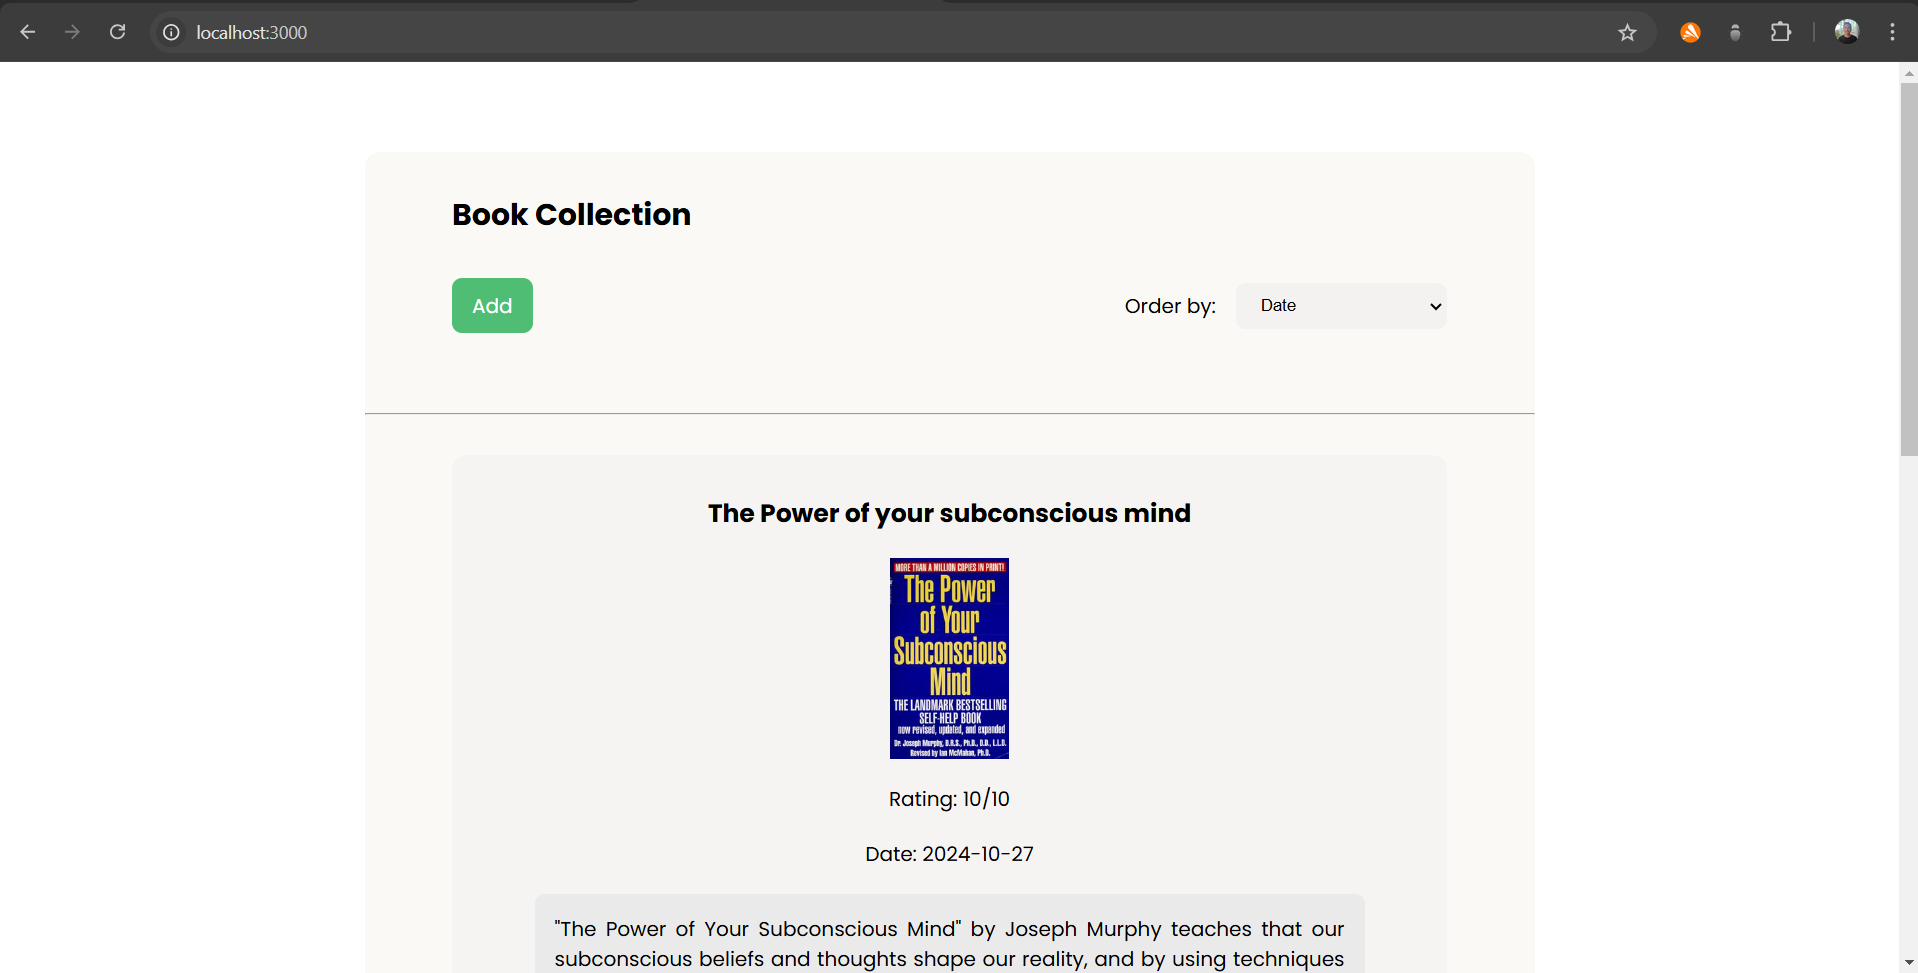 localhost:3000
Book Collection
Add
Order by:
Date
The Power of your subconscious mind
MORE THAN A MILLION COPIES IN PRINT!
The Power
of Your
Subconscious
Mind
THE LANDMARK BESTSELLING
SELF-HELP BOOK
now revised, updated, and expanded
Dr. Joseph Murphy, D.R.S., Ph.D., D.D., L.L.D.
Revised by Ian McMahan, Ph.D.
Rating: 10/10
Date: 2024-10-27
"The Power of Your Subconscious Mind" by Joseph Murphy teaches that our
subconscious beliefs and thoughts shape our reality, and by using techniques